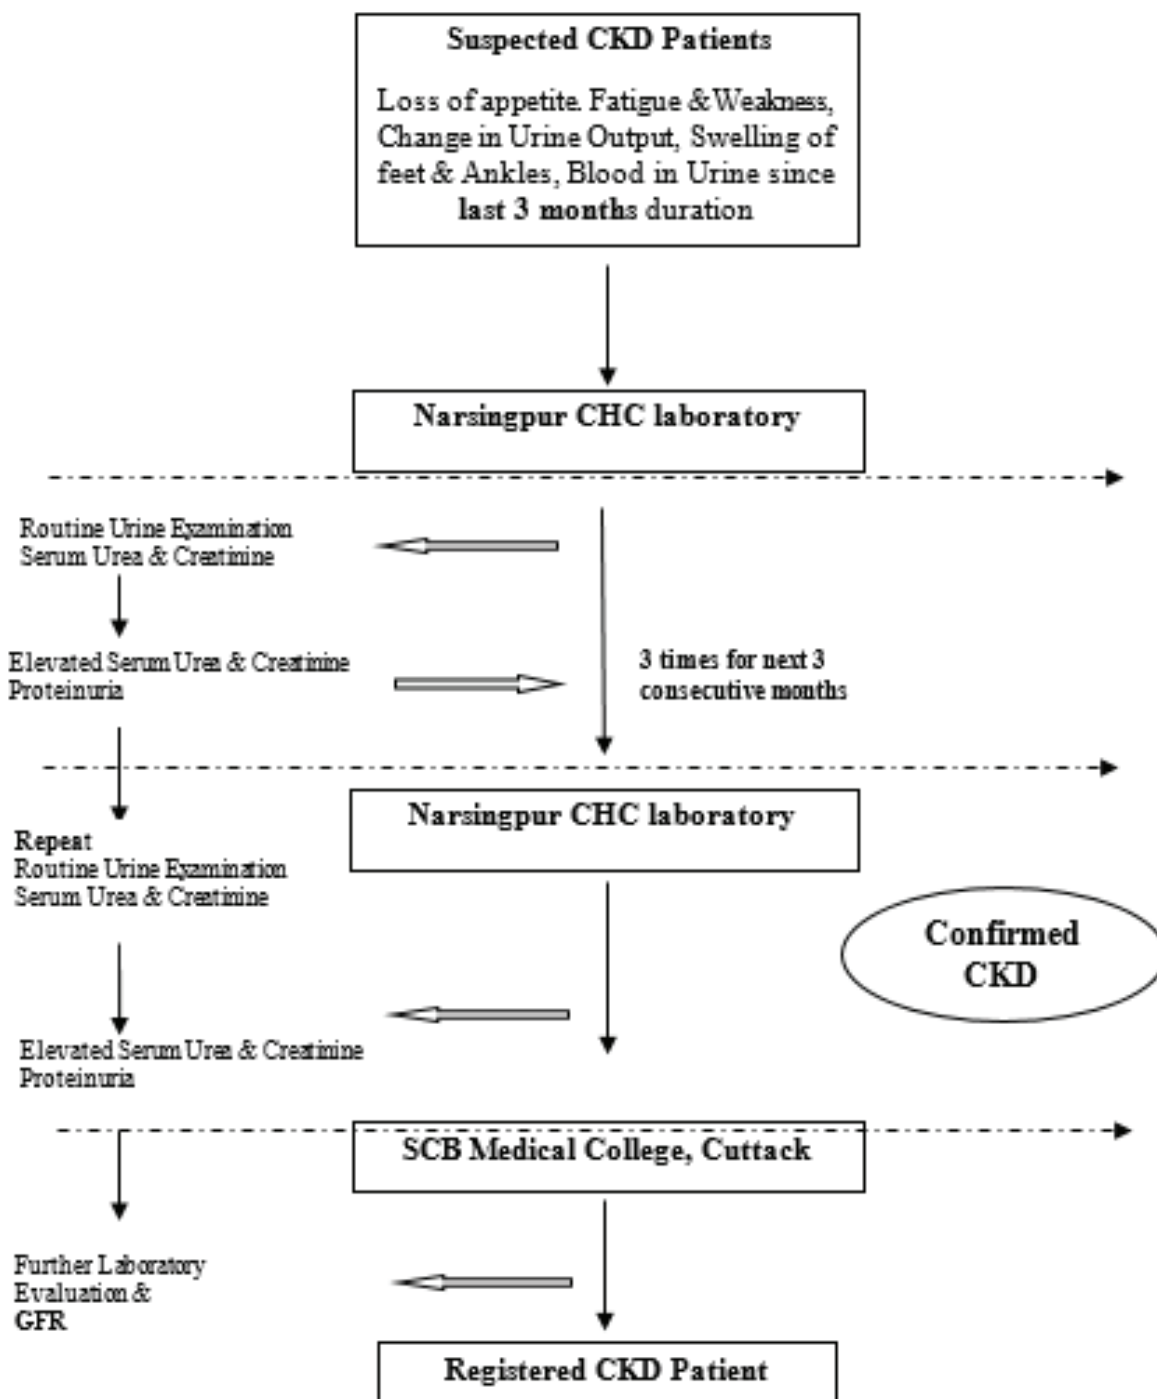 Suspected CKD Patients
Loss of appetite. Fatigue & Weakness,
Change in Urine Output, Swelling of
feet & Ankles, Blood in Urine since
last 3 months duration
Narsingpur CHC laboratory
Routine Urine Examination
Serum Urea & Creatinine
Elevated Serum Urea & Creatinine
Proteinuria
3 times for next 3
consecutive months
Narsingpur CHC laboratory
Repeat
Routine Urine Examination
Serum Urea & Creatinine
Confirmed
CKD
Elevated Serum Urea & Creatinine
Proteinuria
SCB Medical College, Cuttack
Further Laboratory
Evaluation &
GFR
Registered CKD Patient